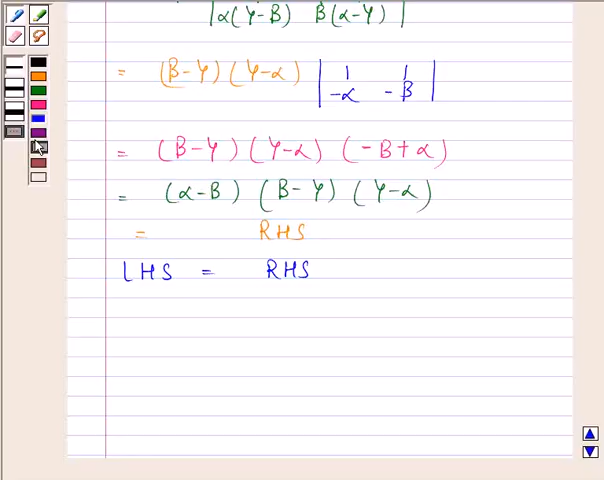 | α(γ-β) β(α-γ) |
= (β-γ) (γ-α) | 1 1 |
| -α -β |
= (β-γ) (γ-α) (-β+α)
= (α-β) (β-γ) (γ-α)
= RHS
LHS = RHS